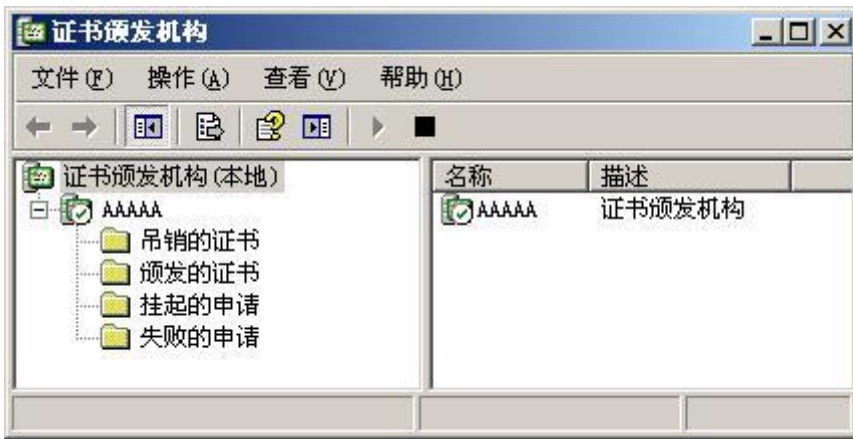 证书颁发机构
文件(F) 操作(A) 查看(V) 帮助(H)
证书颁发机构(本地)
AAAAA
吊销的证书
颁发的证书
挂起的申请
失败的申请
名称 描述
AAAAA 证书颁发机构